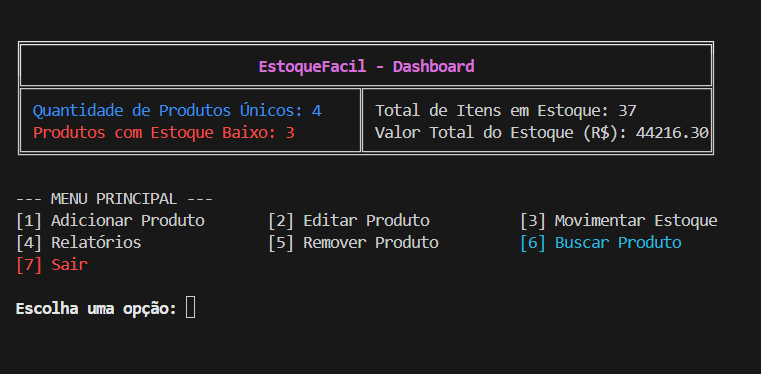 EstoqueFacil - Dashboard
Quantidade de Produtos Únicos: 4 Total de Itens em Estoque: 37
Produtos com Estoque Baixo: 3 Valor Total do Estoque (R$): 44216.30
--- MENU PRINCIPAL ---
[1] Adicionar Produto [2] Editar Produto [3] Movimentar Estoque
[4] Relatórios [5] Remover Produto [6] Buscar Produto
[7] Sair
Escolha uma opção: